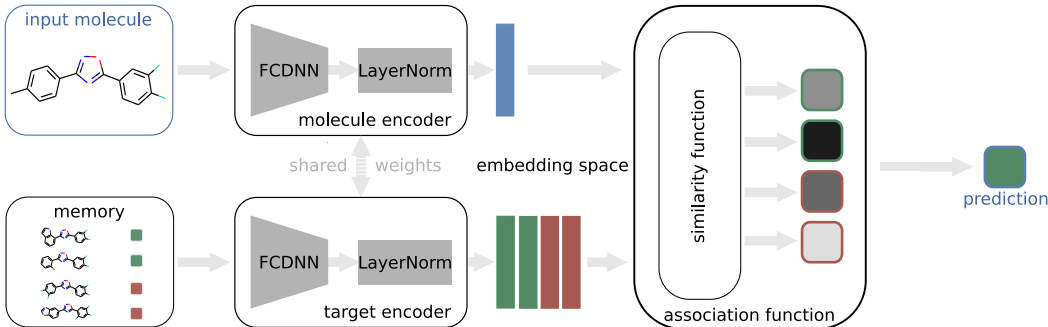 input molecule
FCDNN
LayerNorm
molecule encoder
shared weights
embedding space
memory
FCDNN
LayerNorm
target encoder
similarity function
association function
prediction